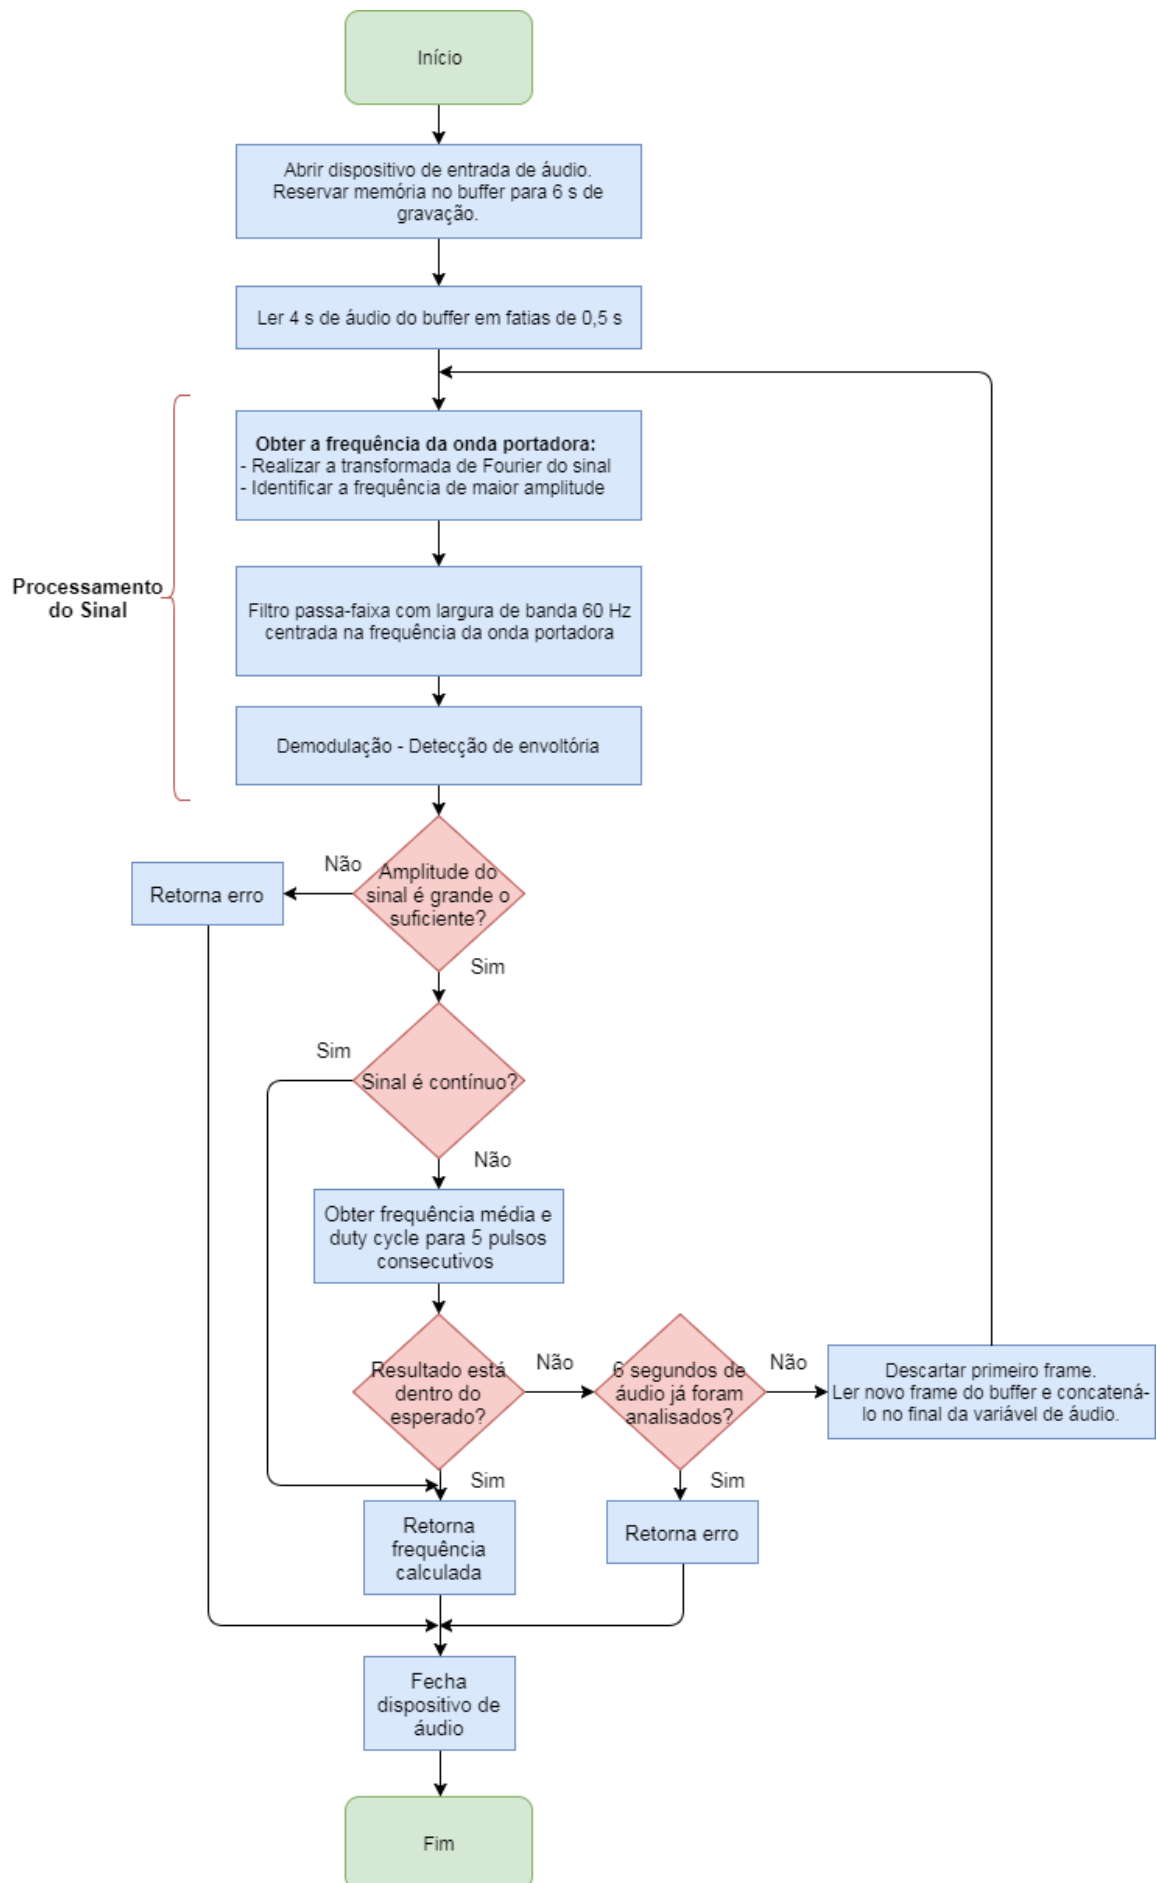 Início
Abrir dispositivo de entrada de áudio.
Reservar memória no buffer para 6 s de
gravação.
Ler 4 s de áudio do buffer em fatias de 0,5 s
Obter a frequência da onda portadora:
- Realizar a transformada de Fourier do sinal
- Identificar a frequência de maior amplitude
Processamento
do Sinal
Filtro passa-faixa com largura de banda 60 Hz
centrada na frequência da onda portadora
Demodulação - Detecção de envoltória
Amplitude do
sinal é grande o
suficiente?
Não
Retorna erro
Sim
Sinal é contínuo?
Sim
Não
Obter frequência média e
duty cycle para 5 pulsos
consecutivos
Resultado está
dentro do
esperado?
Não
6 segundos de
áudio já foram
analisados?
Não
Descartar primeiro frame.
Ler novo frame do buffer e concatená-
lo no final da variável de áudio.
Sim
Sim
Retorna
frequência
calculada
Retorna erro
Fecha
dispositivo de
áudio
Fim